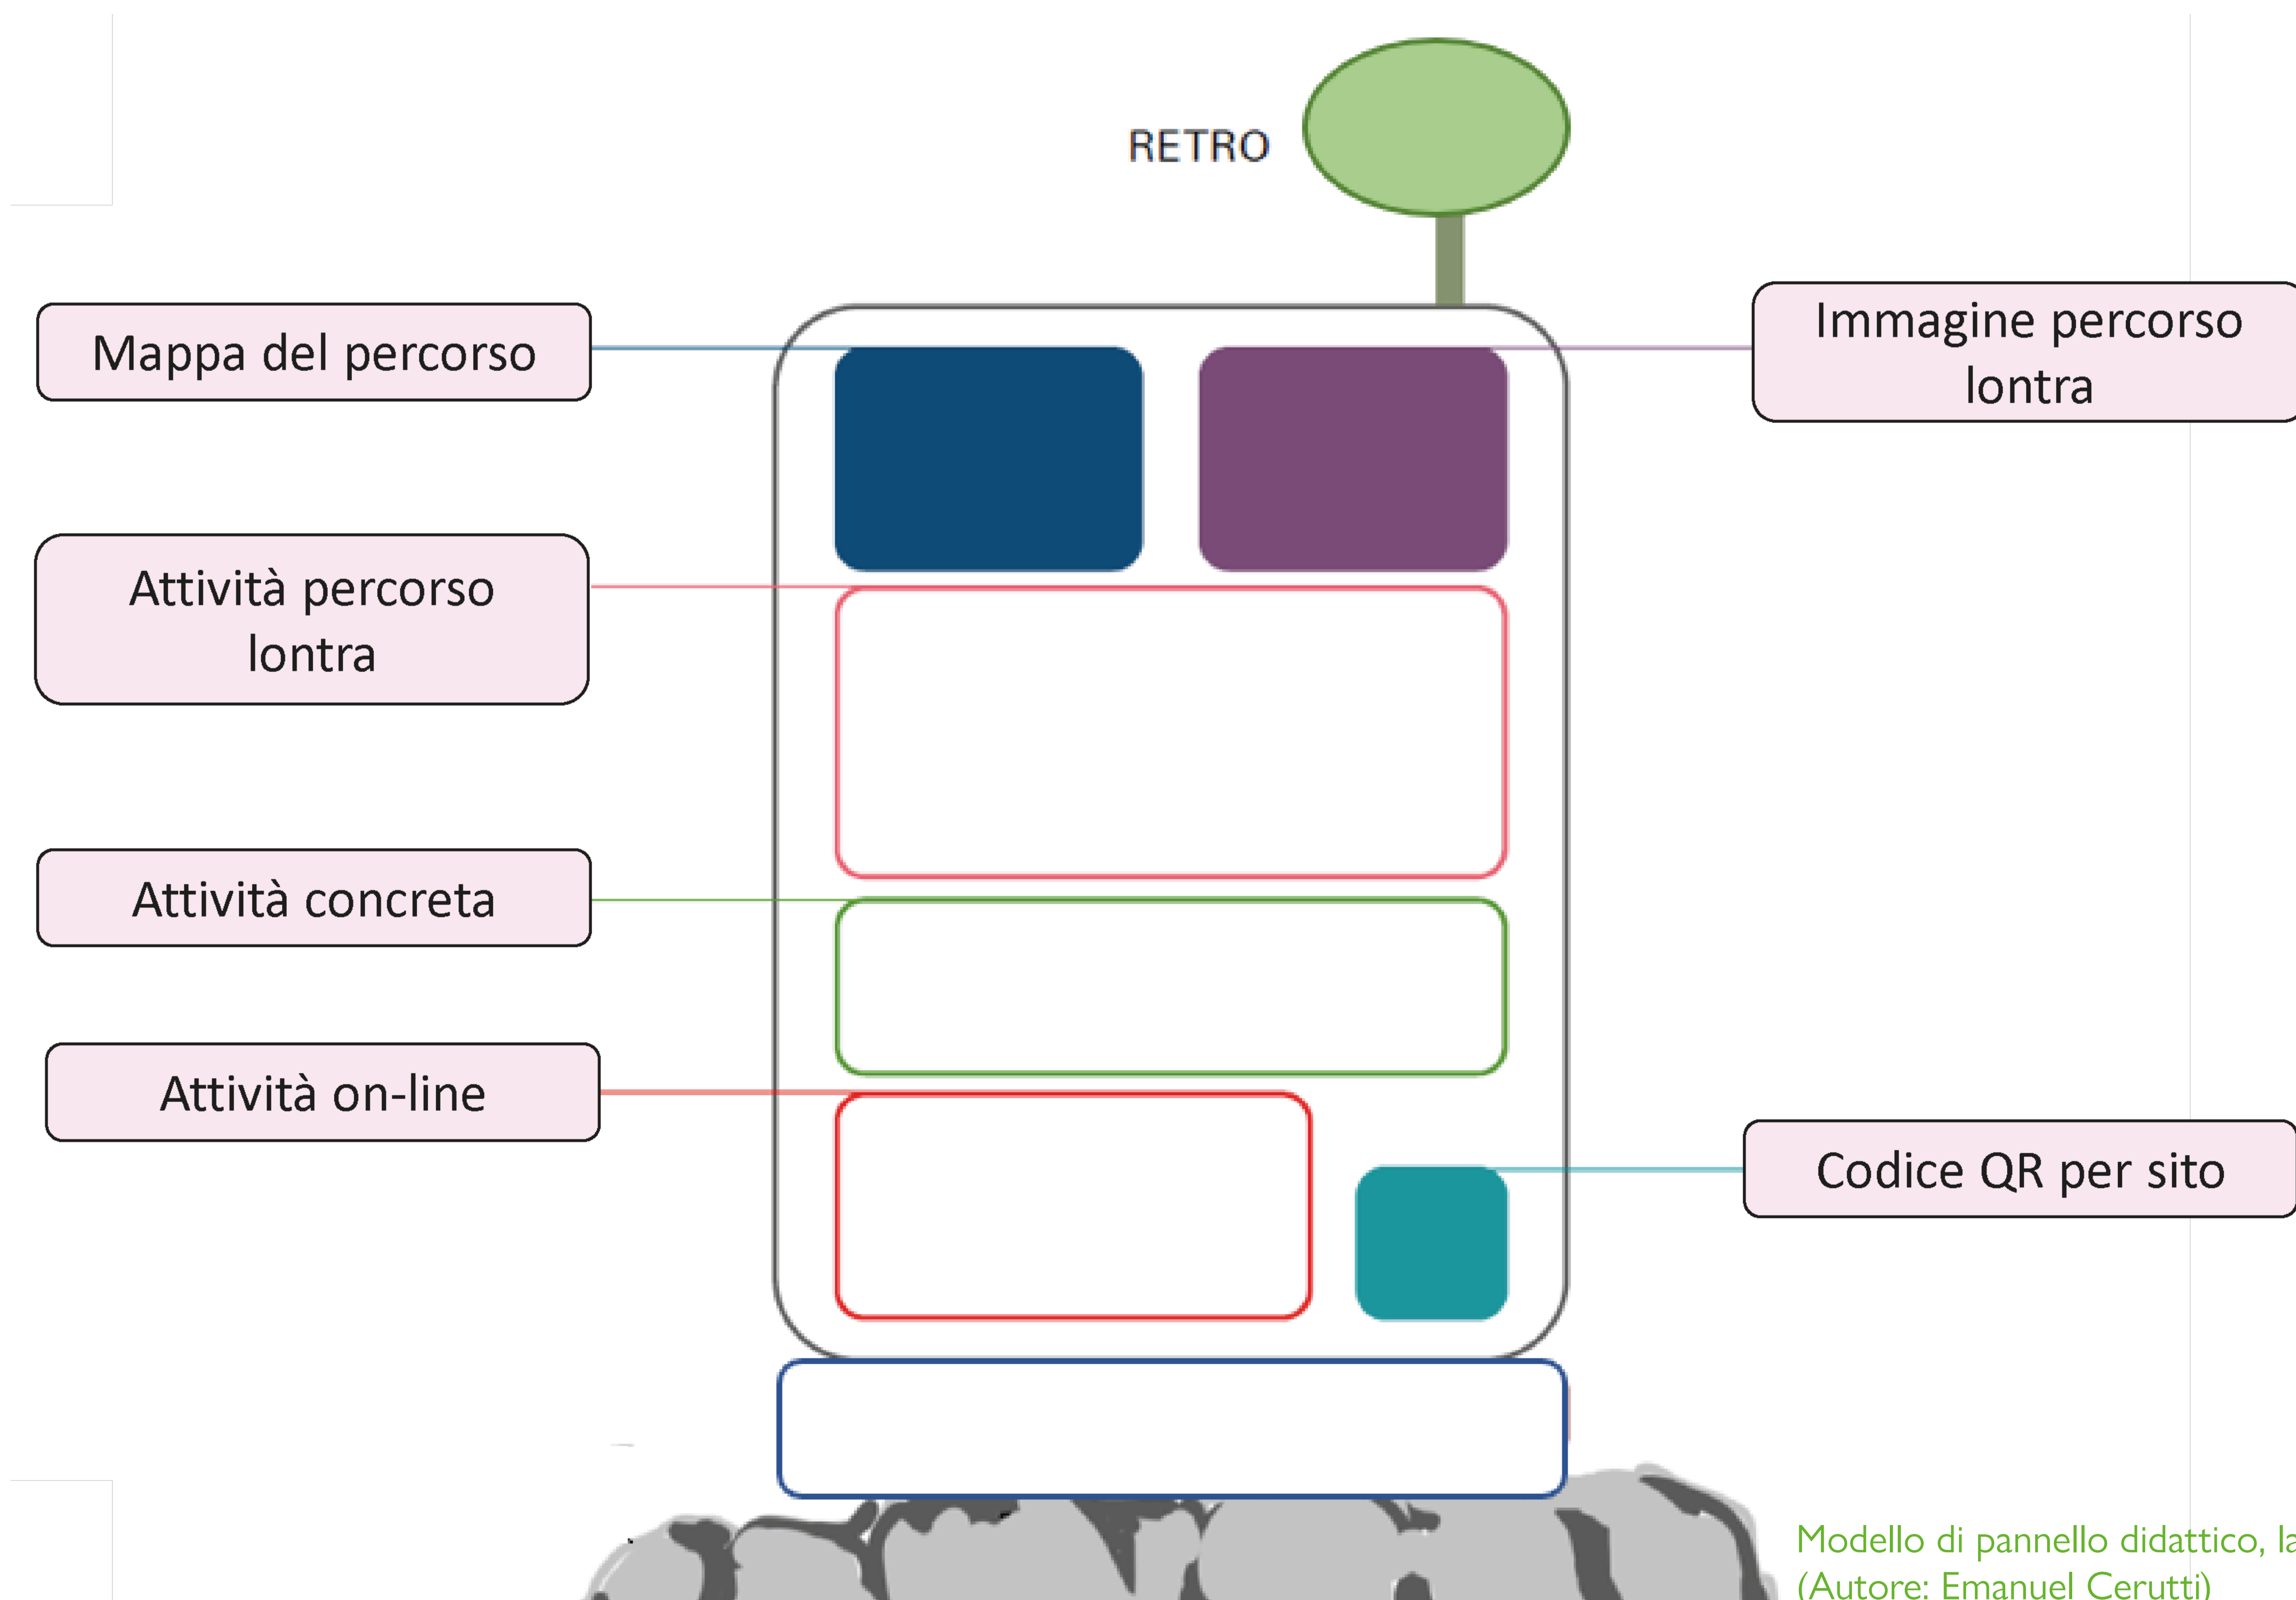 RETRO
Mappa del percorso
Immagine percorso
lontra
Attività percorso
lontra
Attività concreta
Attività on-line
Codice QR per sito
Modello di pannello didattico,
(Autore: Emanuel Cerutti)